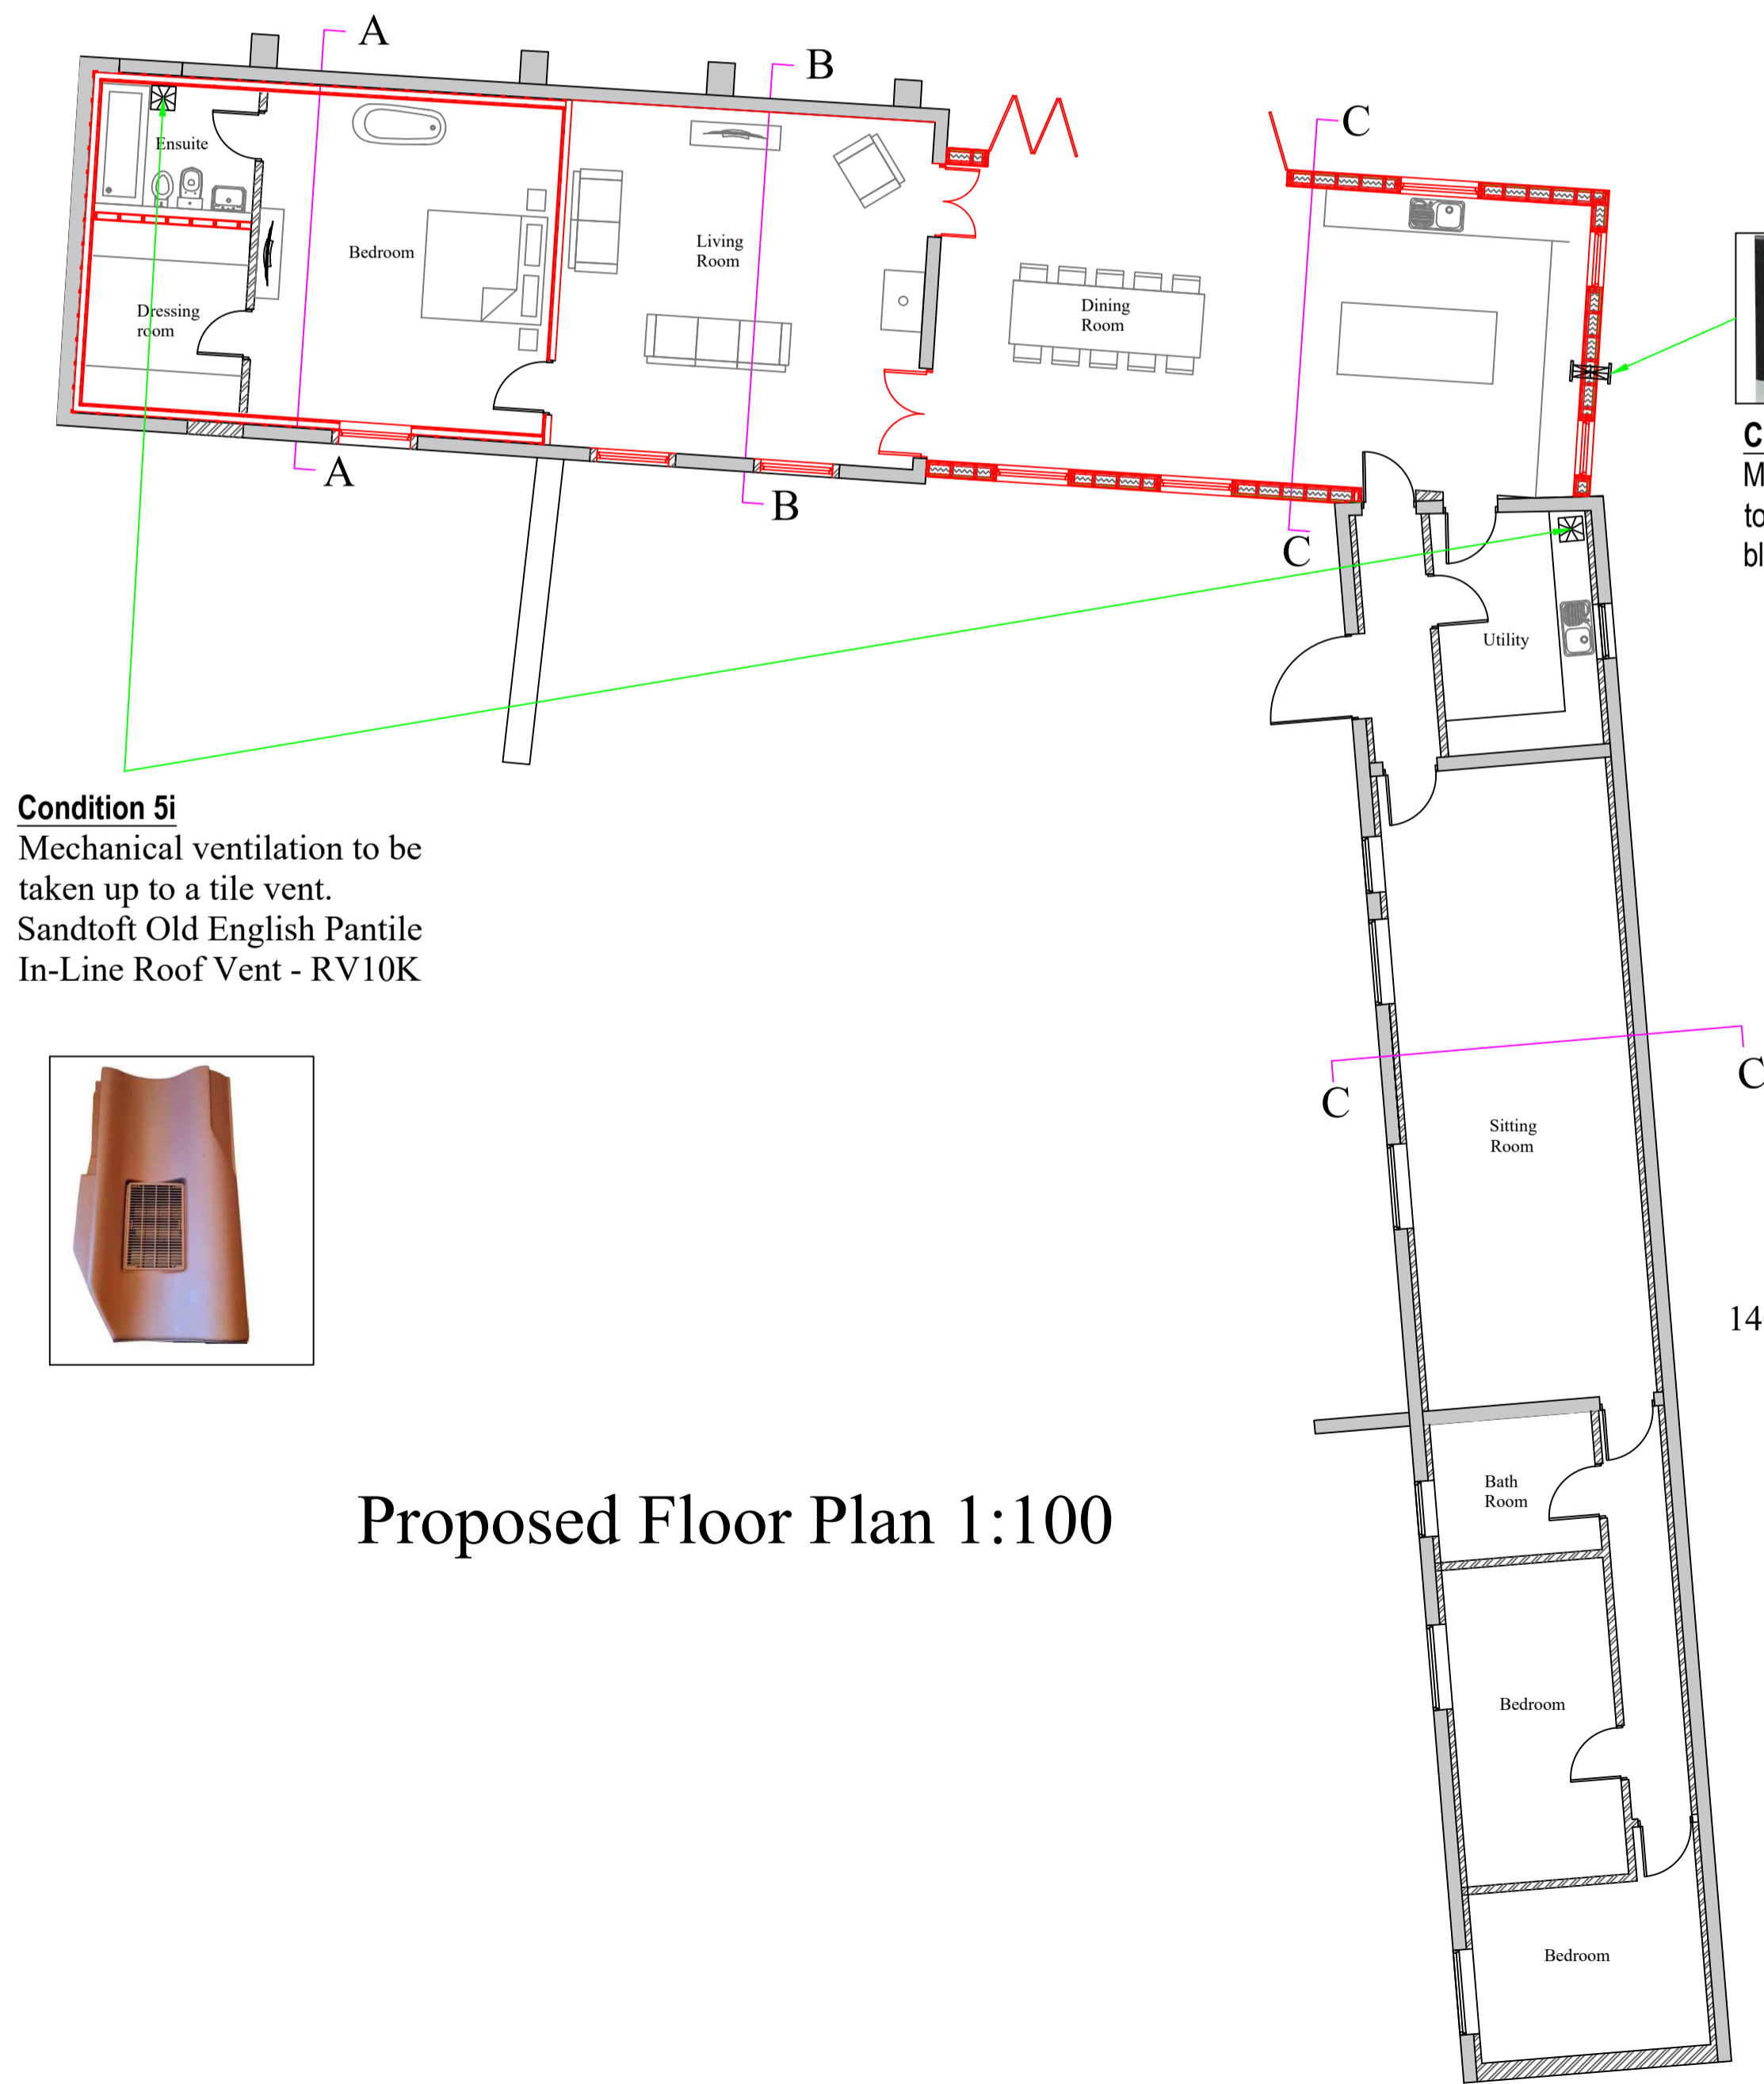 A
B
C
Ensuite
Bedroom
Living
Room
Dining
Room
Dressing
room
A
B
C
C
M
to
bl
Utility
Condition 5i
Mechanical ventilation to be
taken up to a tile vent.
Sandtoft Old English Pantile
In-Line Roof Vent - RV10K
C
C
Sitting
Room
14
Bath
Room
Proposed Floor Plan 1:100
Bedroom
Bedroom